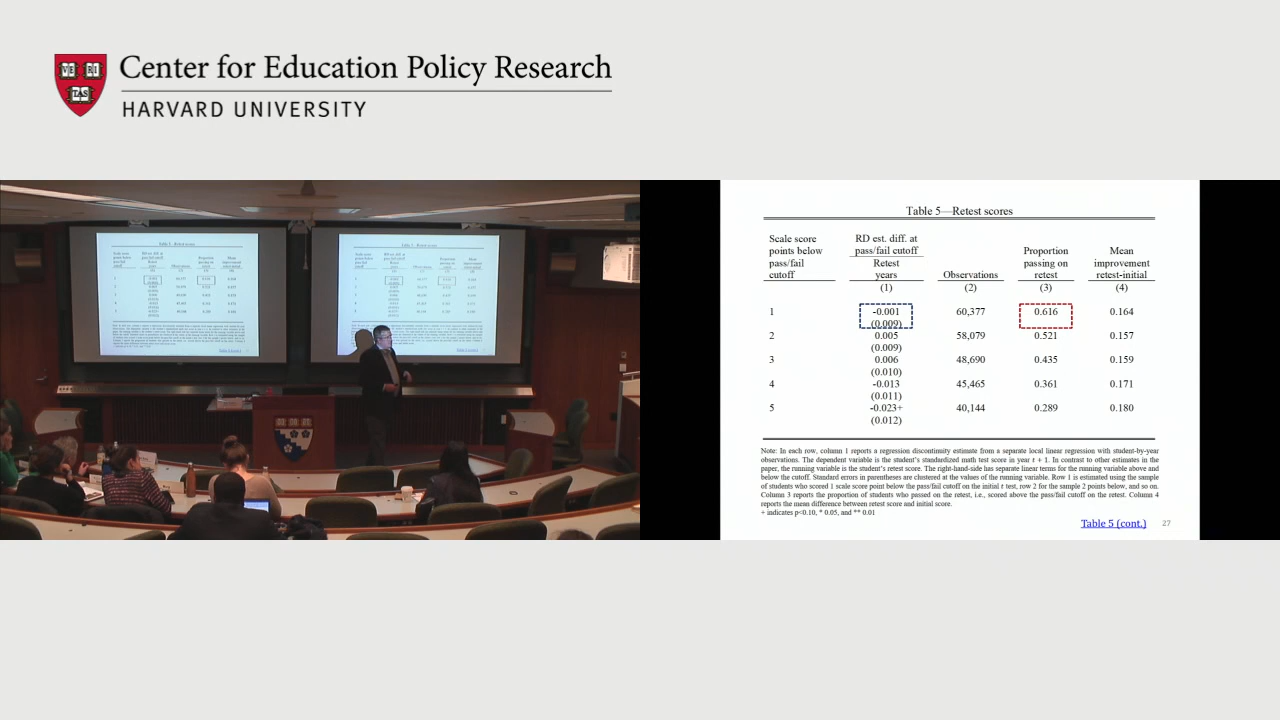 VE RI
TAS
Center for Education Policy Research
HARVARD UNIVERSITY
Table 5—Retest scores
Scale score points below pass/fail cutoff
RD est. diff. at pass/fail cutoff
Retest years
Observations
Proportion passing on retest
Mean improvement retest-initial
(1) (2) (3) (4)
1 -0.001 60,377 0.616 0.164
(0.009)
2 0.005 58,079 0.521 0.157
(0.009)
3 0.006 48,690 0.435 0.159
(0.010)
4 -0.013 45,465 0.361 0.171
(0.011)
5 -0.023+ 40,144 0.289 0.180
(0.012)
Note: In each row, column 1 reports a regression discontinuity estimate from a separate local linear regression with student-by-year
observations. The dependent variable is the student's standardized math test score in year t + 1. In contrast to other estimates in the
paper, the running variable is the student's retest score. The right-hand-side has separate linear terms for the running variable above and
below the cutoff. Standard errors in parentheses are clustered at the values of the running variable. Row 1 is estimated using the sample
of students who scored 1 scale score point below the pass/fail cutoff on the initial t test, row 2 for the sample 2 points below, and so on.
Column 3 reports the proportion of students who passed on the retest, i.e., scored above the pass/fail cutoff on the retest. Column 4
reports the mean difference between retest score and initial score.
+ indicates p<0.10, * 0.05, and ** 0.01
Table 5 (cont.) 27